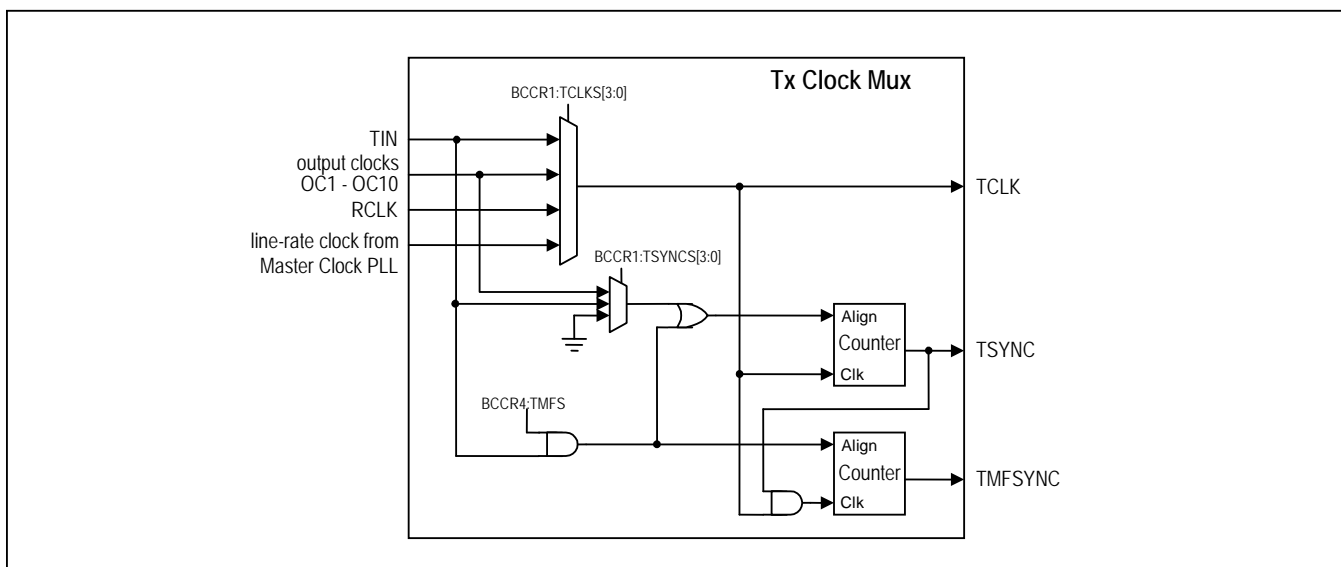 Tx Clock Mux
BCCR1:TCLKS[3:0]
TIN
output clocks
OC1 - OC10
RCLK
line-rate clock from
Master Clock PLL
TCLK
BCCR1:TSYNCS[3:0]
Align
Counter
Clk
TSYNC
BCCR4:TMFS
Align
Counter
Clk
TMFSYNC